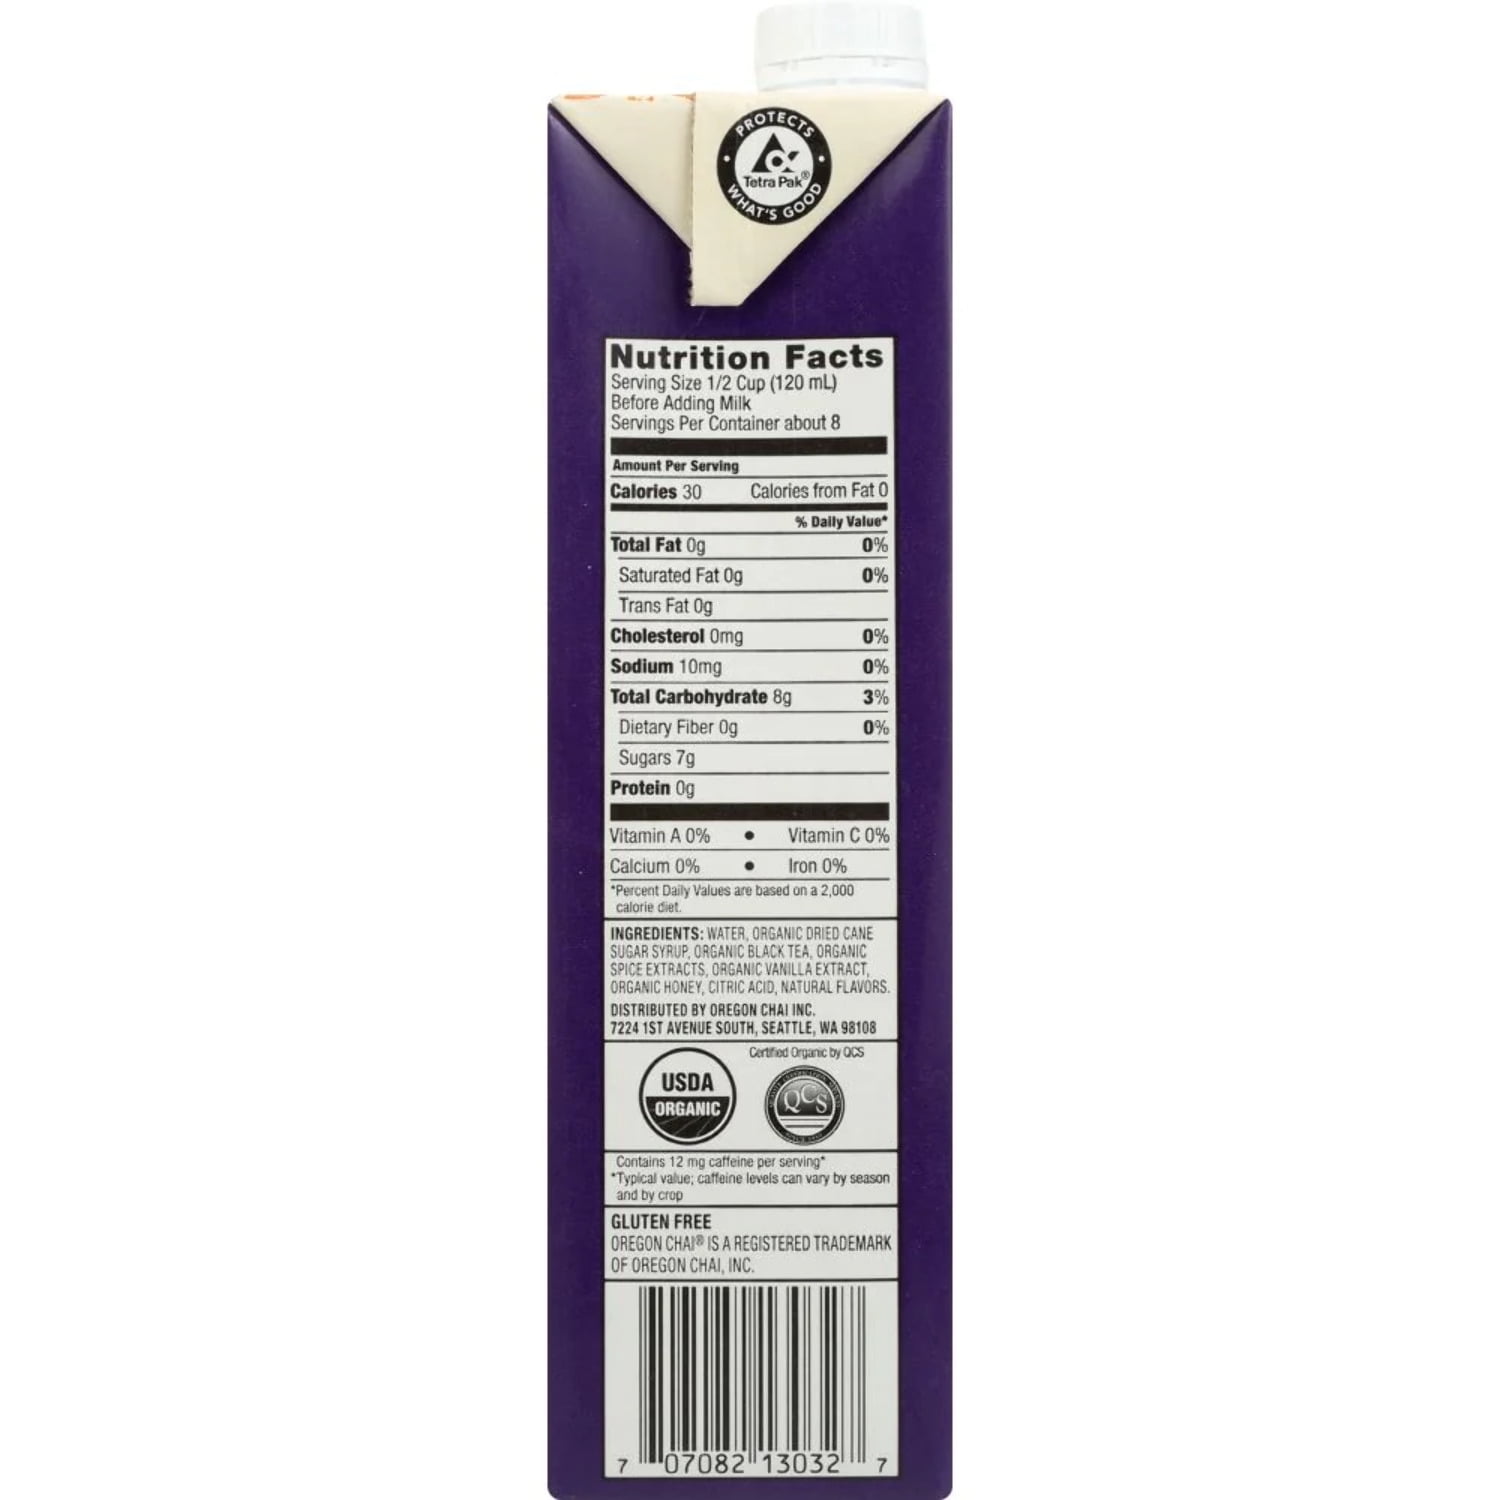 PROTECTS
Tetra Pak®
WHAT'S GOOD
Nutrition Facts
Serving Size 1/2 Cup (120 mL)
Before Adding Milk
Servings Per Container about 8
Amount Per Serving
Calories 30 Calories from Fat 0
% Daily Value*
Total Fat 0g 0%
Saturated Fat 0g 0%
Trans Fat 0g
Cholesterol 0mg 0%
Sodium 10mg 0%
Total Carbohydrate 8g 3%
Dietary Fiber 0g 0%
Sugars 7g
Protein 0g
Vitamin A 0% • Vitamin C 0%
Calcium 0% • Iron 0%
*Percent Daily Values are based on a 2,000
calorie diet.
INGREDIENTS: WATER, ORGANIC DRIED CANE
SUGAR SYRUP, ORGANIC BLACK TEA, ORGANIC
SPICE EXTRACTS, ORGANIC VANILLA EXTRACT,
ORGANIC HONEY, CITRIC ACID, NATURAL FLAVORS.
DISTRIBUTED BY OREGON CHAI INC.
7224 1ST AVENUE SOUTH, SEATTLE, WA 98108
Certified Organic by QCS
USDA
ORGANIC
QCS
Contains 12 mg caffeine per serving*
*Typical value; caffeine levels can vary by season
and by crop
GLUTEN FREE
OREGON CHAI® IS A REGISTERED TRADEMARK
OF OREGON CHAI, INC.
7 07082 13032 7